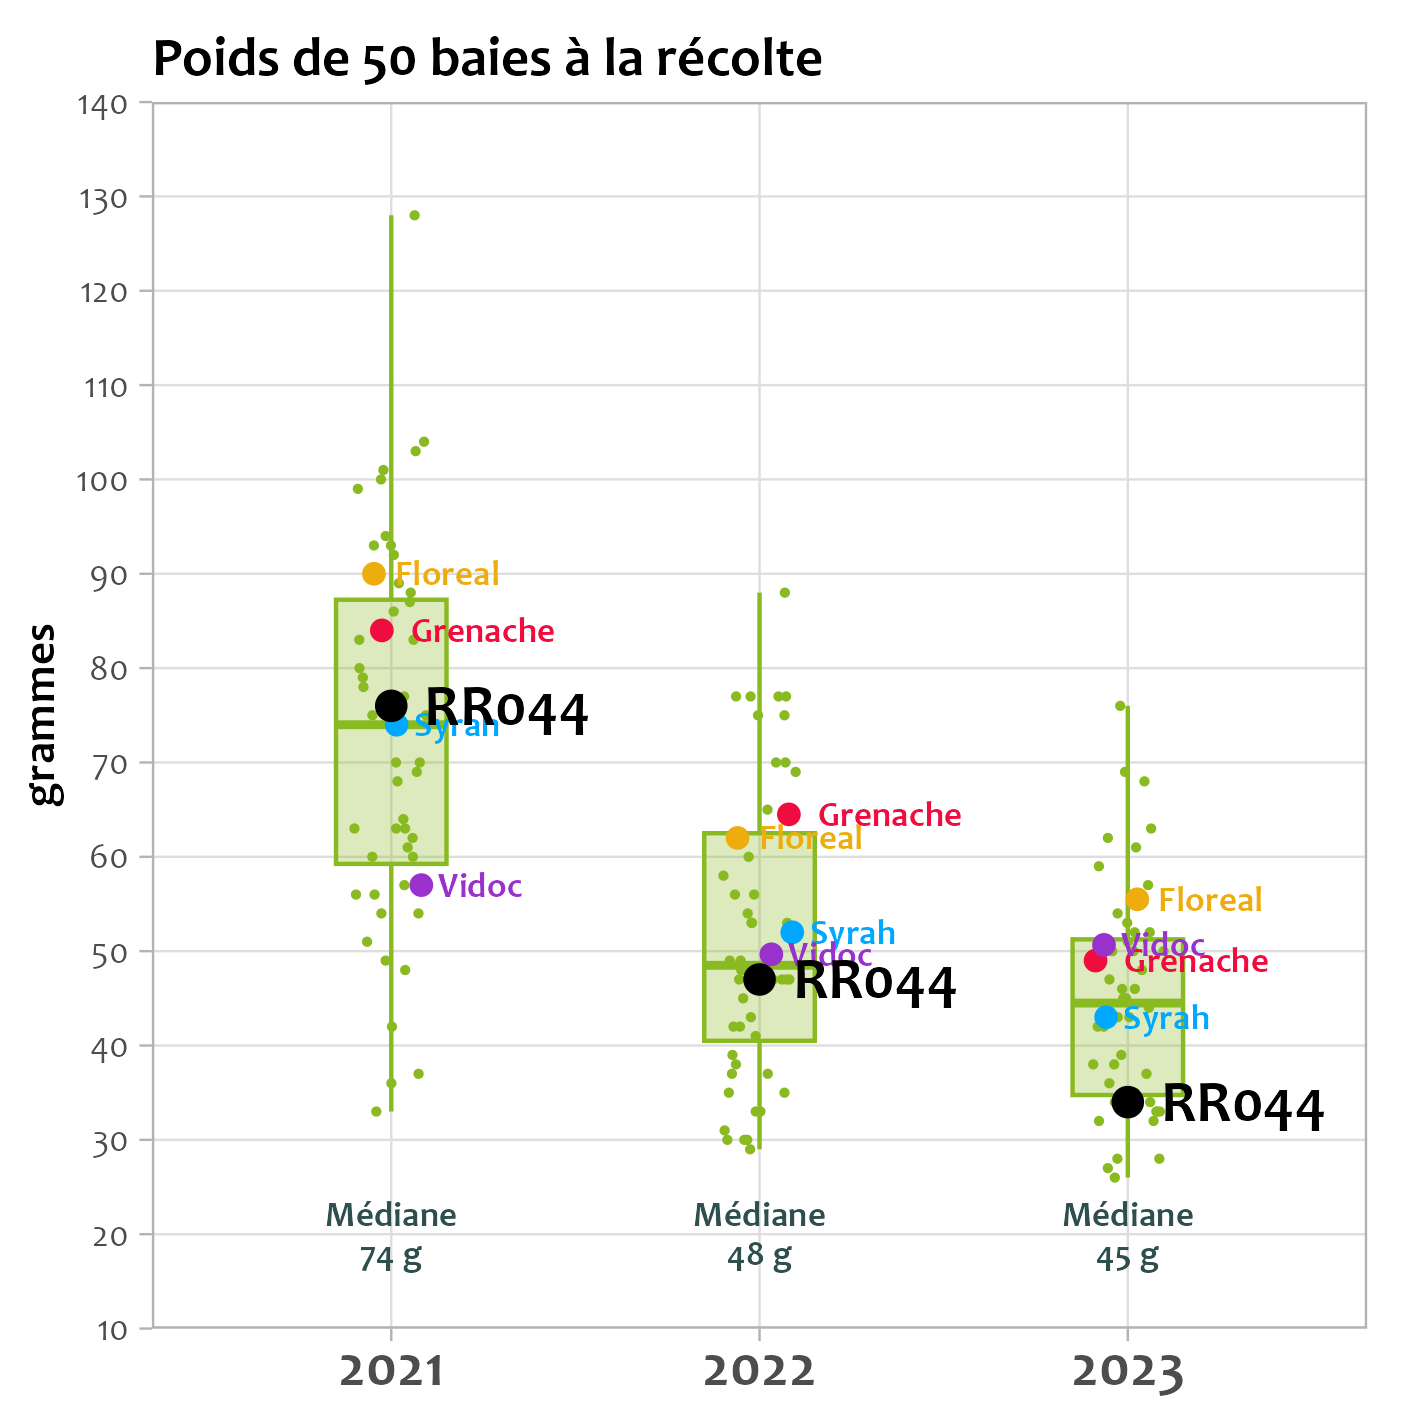 Poids de 50 baies à la récolte
grammes
140
130
120
110
100
90
80
70
60
50
40
30
20
10
Floreal
Grenache
RR044
Syrah
Vidoc
Médiane
74 g
Grenache
Floreal
Syrah
Vidoc
RR044
Médiane
48 g
Floreal
Vidoc
Grenache
Syrah
RR044
Médiane
45 g
2021 2022 2023